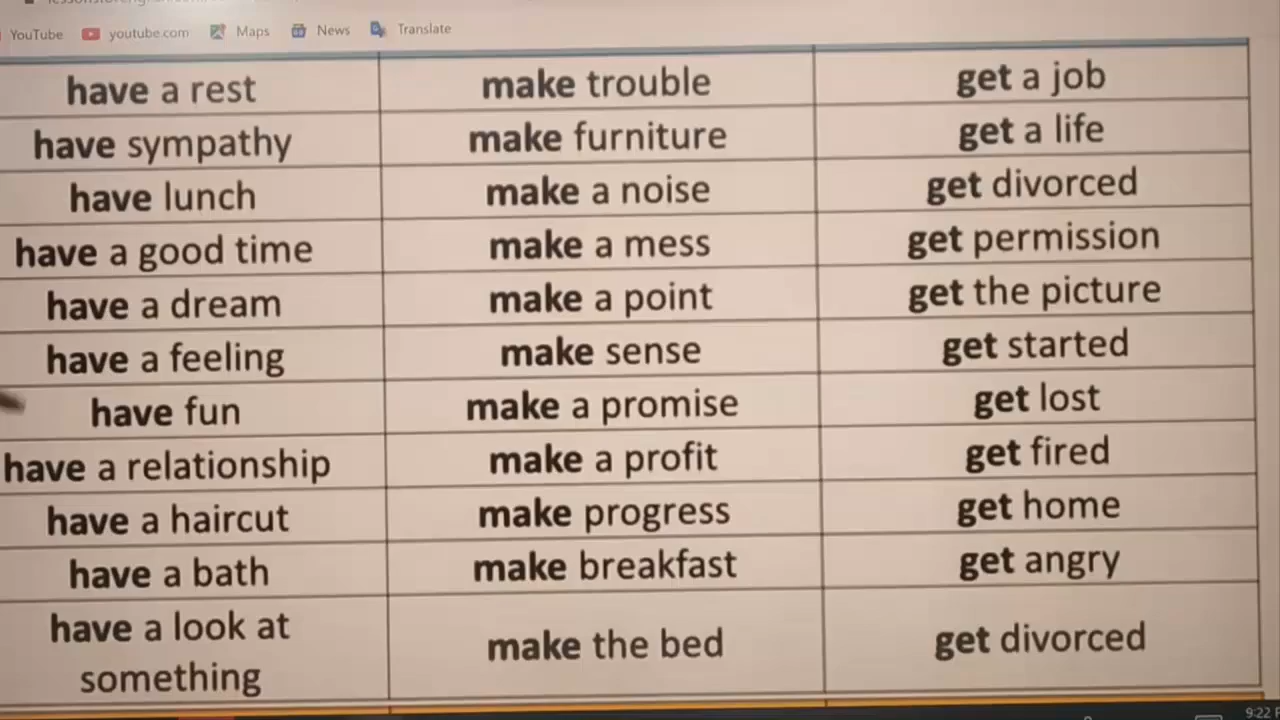 YouTube youtube.com Maps News Translate
have a rest make trouble get a job
have sympathy make furniture get a life
have lunch make a noise get divorced
have a good time make a mess get permission
have a dream make a point get the picture
have a feeling make sense get started
have fun make a promise get lost
have a relationship make a profit get fired
have a haircut make progress get home
have a bath make breakfast get angry
have a look at
something make the bed get divorced
9:22